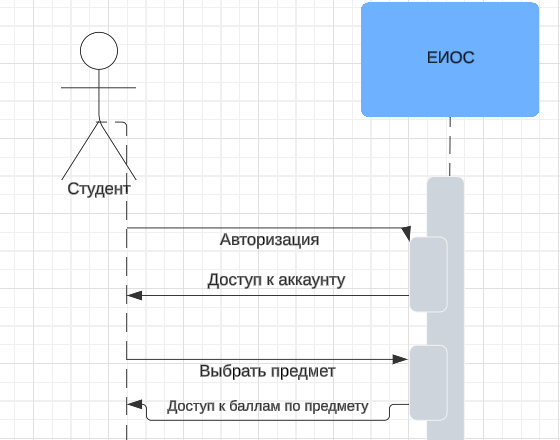 ЕИОС
Студент
Авторизация
Доступ к аккаунту
Выбрать предмет
Доступ к баллам по предмету